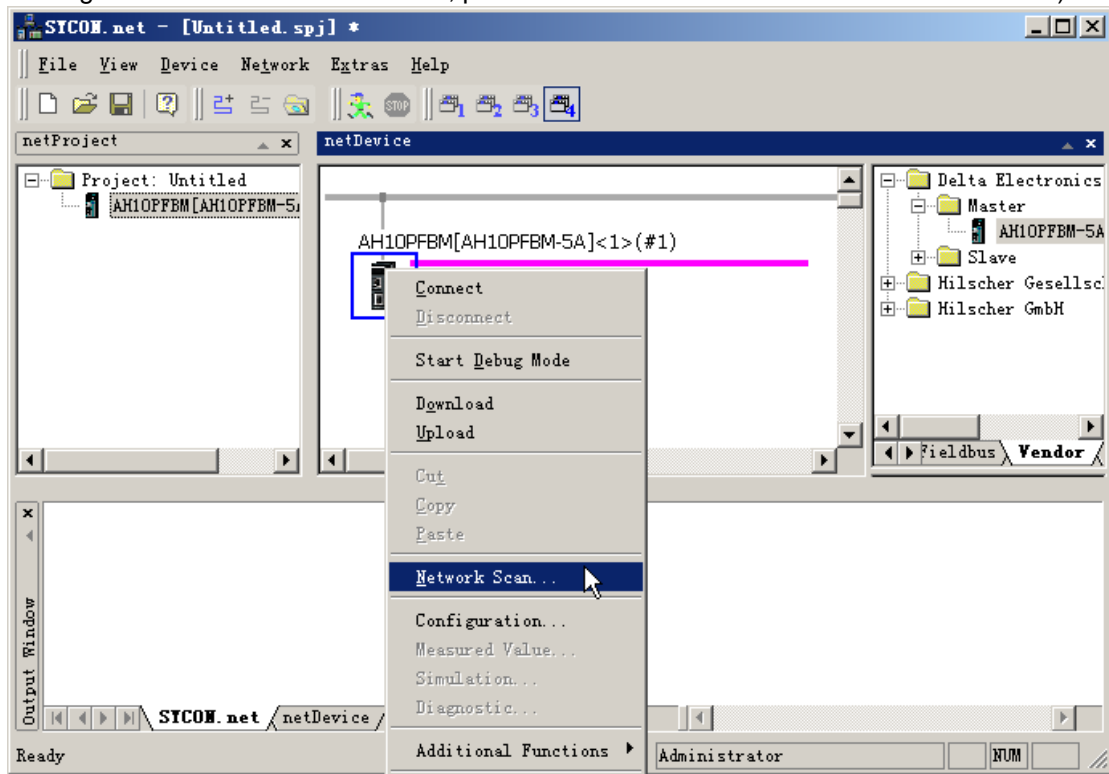 SYCON.net - [Untitled.spj] *
File View Device Network Extras Help
netProject
netDevice
Project: Untitled
AH10PFBM[AH10PFBM-5A
AH10PFBM[AH10PFBM-5A]<1>(#1)
Delta Electronics
Master
AH10PFBM-5A
Slave
Hilscher Gesellsc
Hilscher GmbH
Fieldbus Vendor
Connect
Disconnect
Start Debug Mode
Download
Upload
Cut
Copy
Paste
Network Scan...
Configuration...
Measured Value...
Simulation...
Diagnostic...
Additional Functions
Output Window
SYCON.net netDevice
Ready Administrator NUM